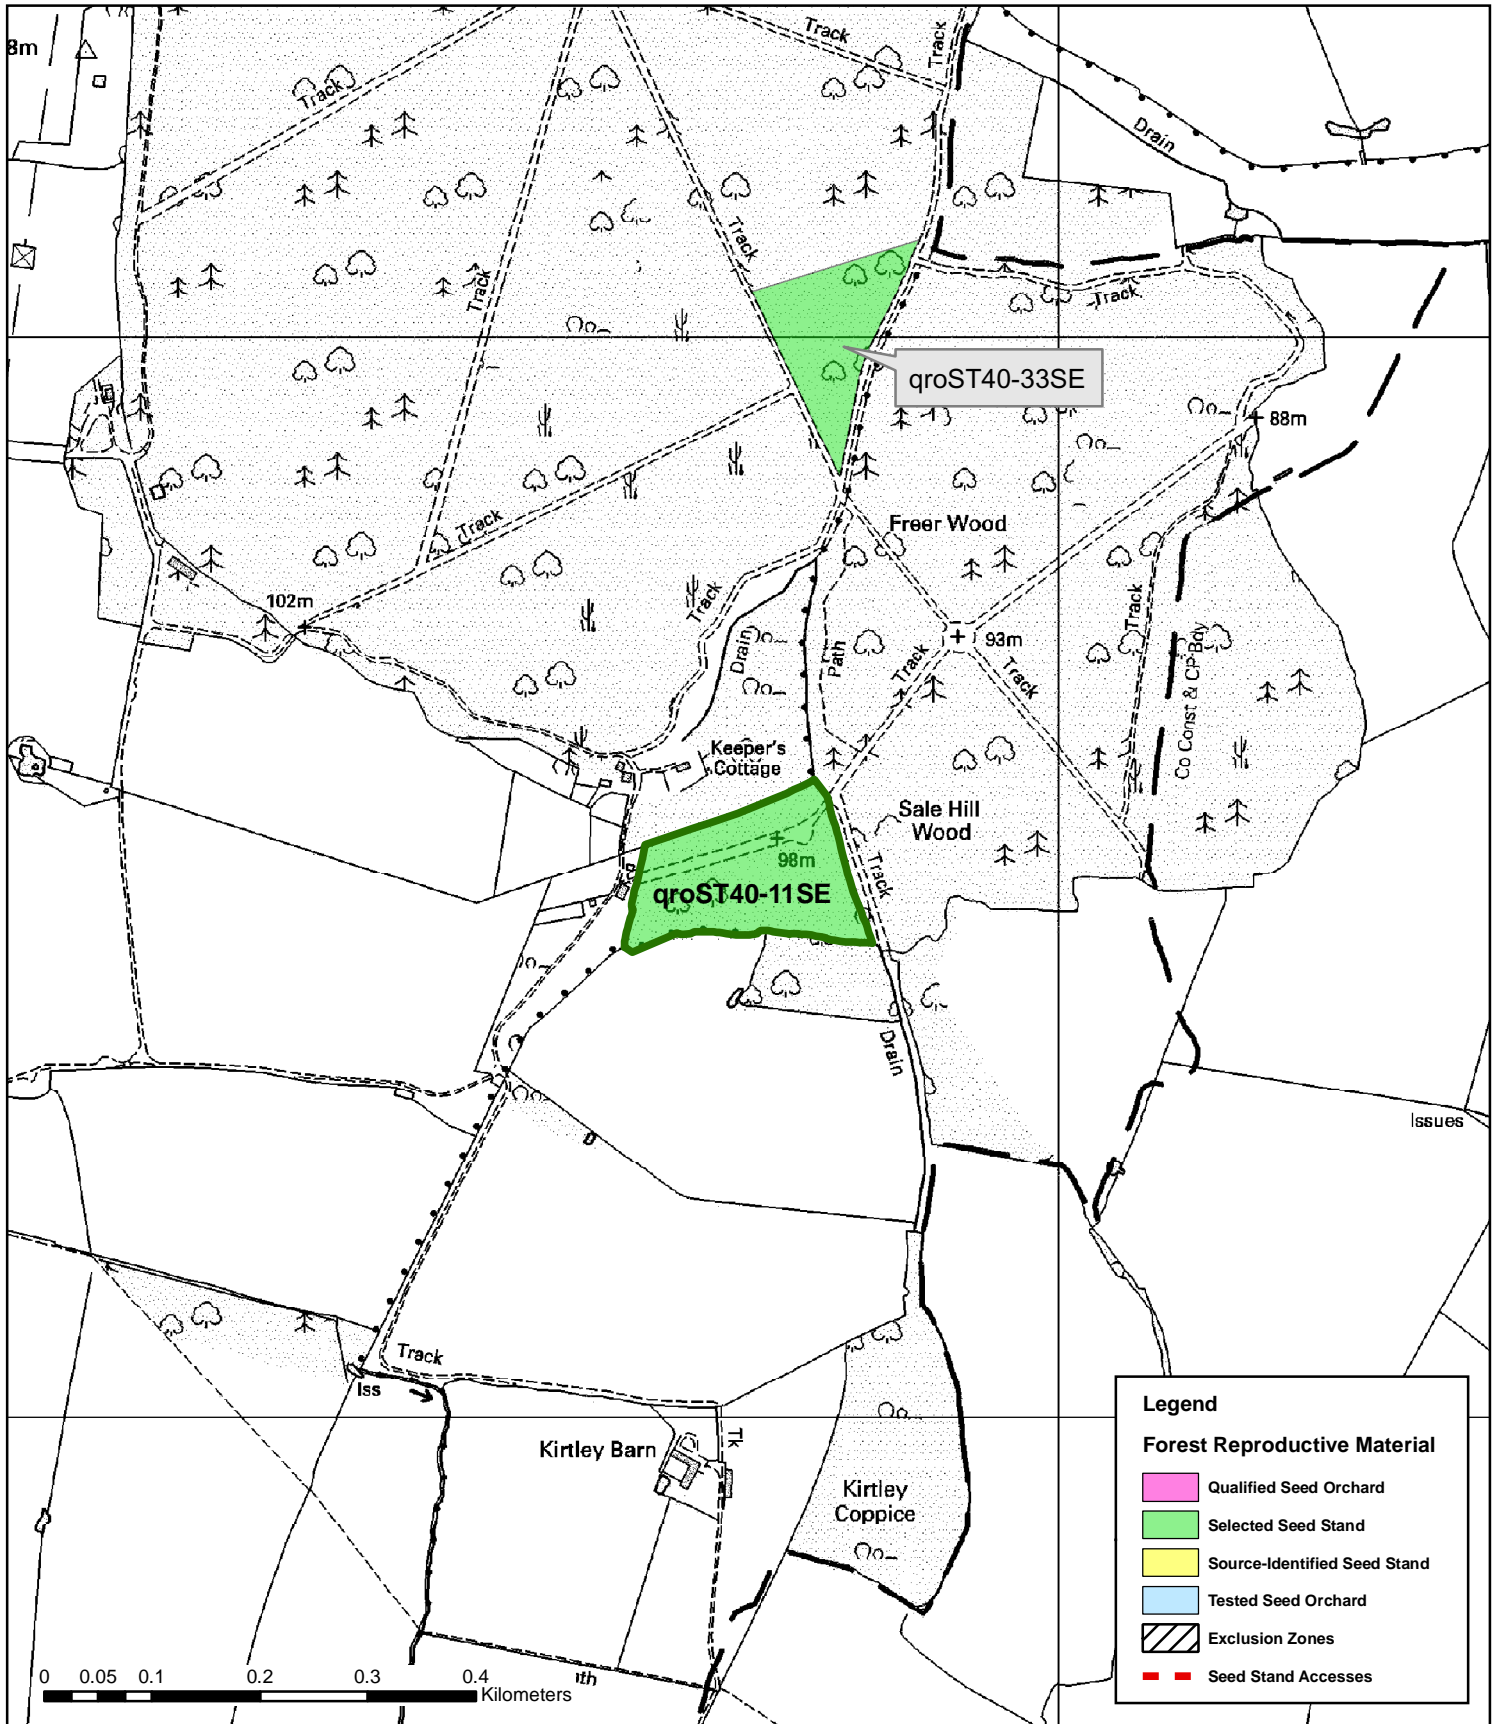 8m
Track
Track
Track
Drain
Track
Track
Track
qroST40-33SE
88m
Track
Freer Wood
102m
Track
Drain
Path
Track
93m
Track
Track
Co Const & CP Bdy
Keeper's
Cottage
Sale Hill
Wood
98m
Track
qroST40-11SE
Drain
Issues
Track
Iss
Kirtley Barn
Tk
Kirtley
Coppice
Legend
Forest Reproductive Material
Qualified Seed Orchard
Selected Seed Stand
Source-Identified Seed Stand
Tested Seed Orchard
Exclusion Zones
Seed Stand Accesses
0 0.05 0.1 0.2 0.3 0.4
Kilometers